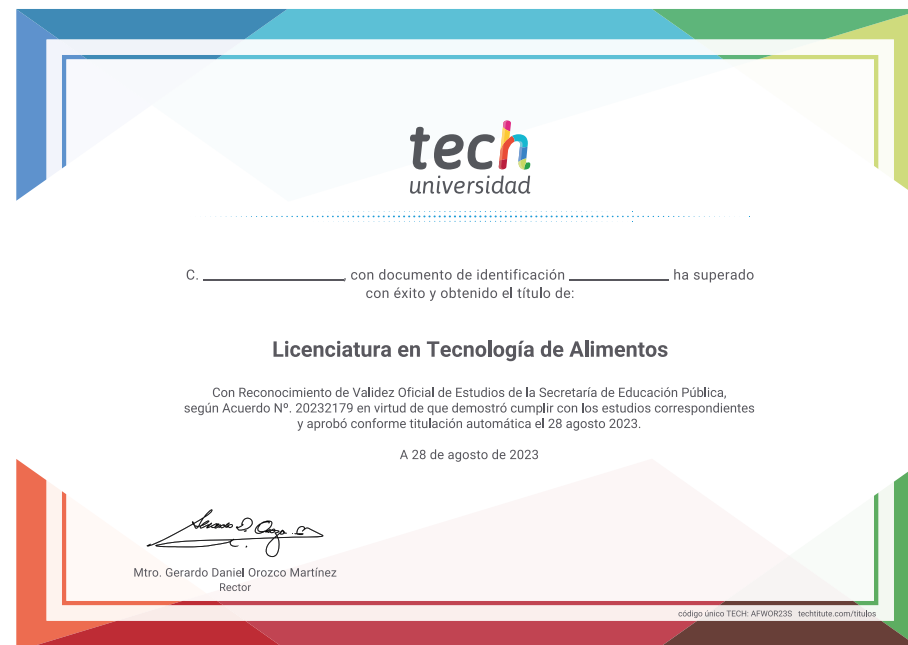 tech
universidad
C. ____________________, con documento de identificación ______________ ha superado
con éxito y obtenido el título de:
Licenciatura en Tecnología de Alimentos
Con Reconocimiento de Validez Oficial de Estudios de la Secretaría de Educación Pública,
según Acuerdo Nº. 20232179 en virtud de que demostró cumplir con los estudios correspondientes
y aprobó conforme titulación automática el 28 agosto 2023.
A 28 de agosto de 2023
Mtro. Gerardo Daniel Orozco Martínez
Rector
código único TECH: AFWOR23S techtitute.com/titulos